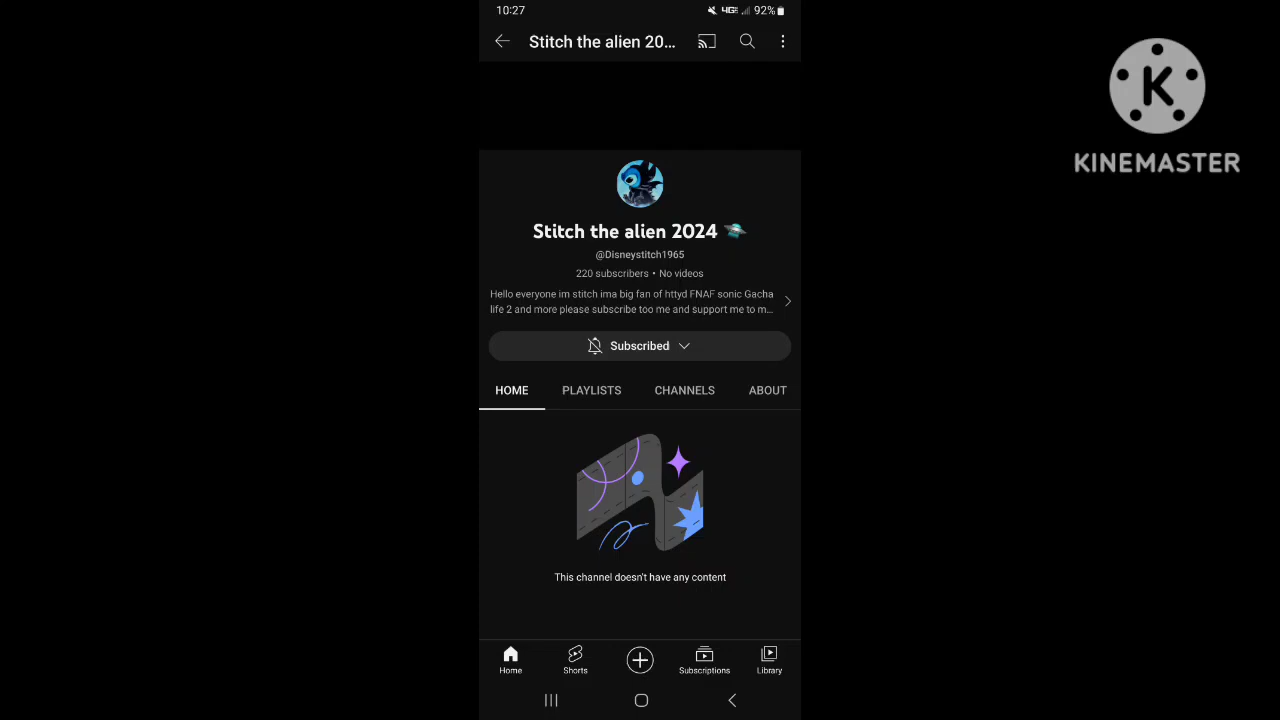 10:27
4GE 92%
Stitch the alien 20...
K
KINEMASTER
Stitch the alien 2024
@Disneystitch1965
220 subscribers • No videos
Hello everyone im stitch ima big fan of httyd FNAF sonic Gacha
life 2 and more please subscribe too me and support me to m...
Subscribed
HOME PLAYLISTS CHANNELS ABOUT
This channel doesn't have any content
Home Shorts Subscriptions Library